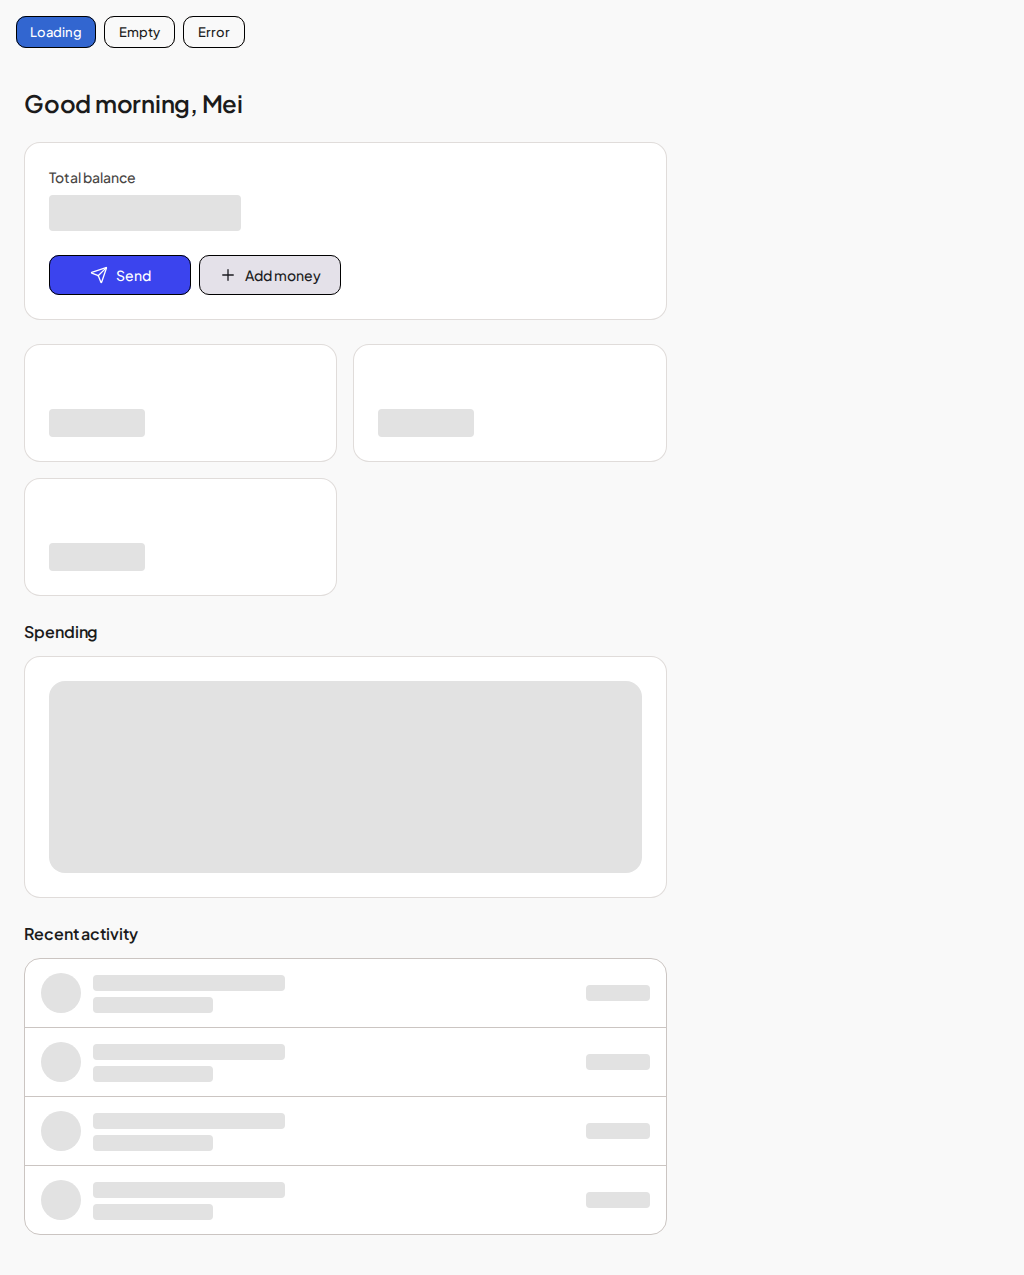 Loading Empty Error
Good morning, Mei
Total balance
Send Add money
Spending
Recent activity